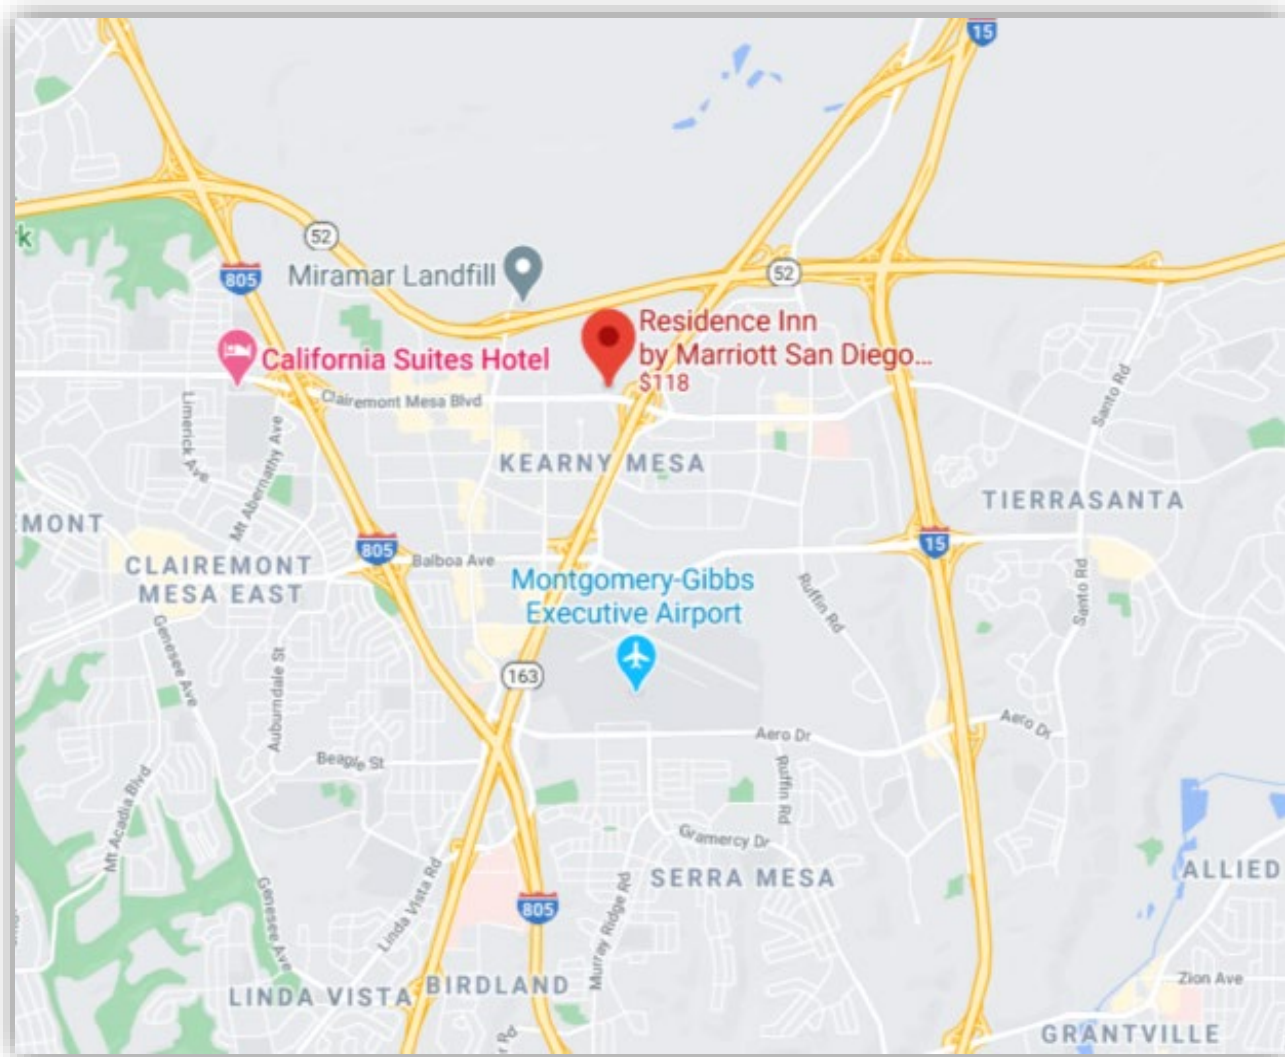 15
k
52
52
805
Miramar Landfill
Residence Inn
by Marriott San Diego...
$118
California Suites Hotel
Clairemont Mesa Blvd
Limerick Ave
Mt Abernathy Ave
Santo Rd
KEARNY MESA
TIERRASANTA
EMONT
805
15
Balboa Ave
CLAIREMONT
MESA EAST
Montgomery-Gibbs
Executive Airport
Ruffin Rd
Santo Rd
Genesee Ave
Auburndale St
163
Aero Dr
Aero Dr
Beagle St
Ruffin Rd
Mt Acadia Blvd
Gramercy Dr
Linda Vista Rd
SERRA MESA
ALLIED
805
Genesee Ave
Murray Ridge Rd
BIRDLAND
LINDA VISTA
Zion Ave
GRANTVILLE
r Rd